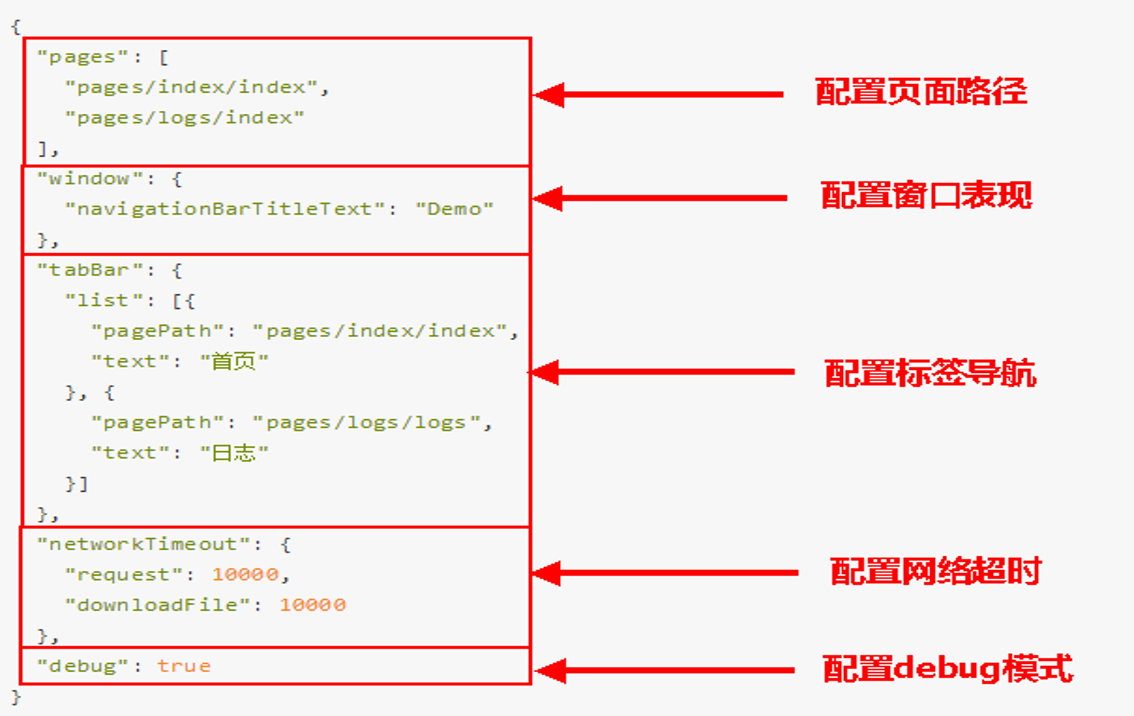 {
"pages": [
"pages/index/index",
"pages/logs/index"
],
配置页面路径
"window": {
"navigationBarTitleText": "Demo"
},
配置窗口表现
"tabBar": {
"list": [{
"pagePath": "pages/index/index",
"text": "首页"
}, {
"pagePath": "pages/logs/logs",
"text": "日志"
}]
},
配置标签导航
"networkTimeout": {
"request": 10000,
"downloadFile": 10000
},
配置网络超时
"debug": true
配置debug模式
}